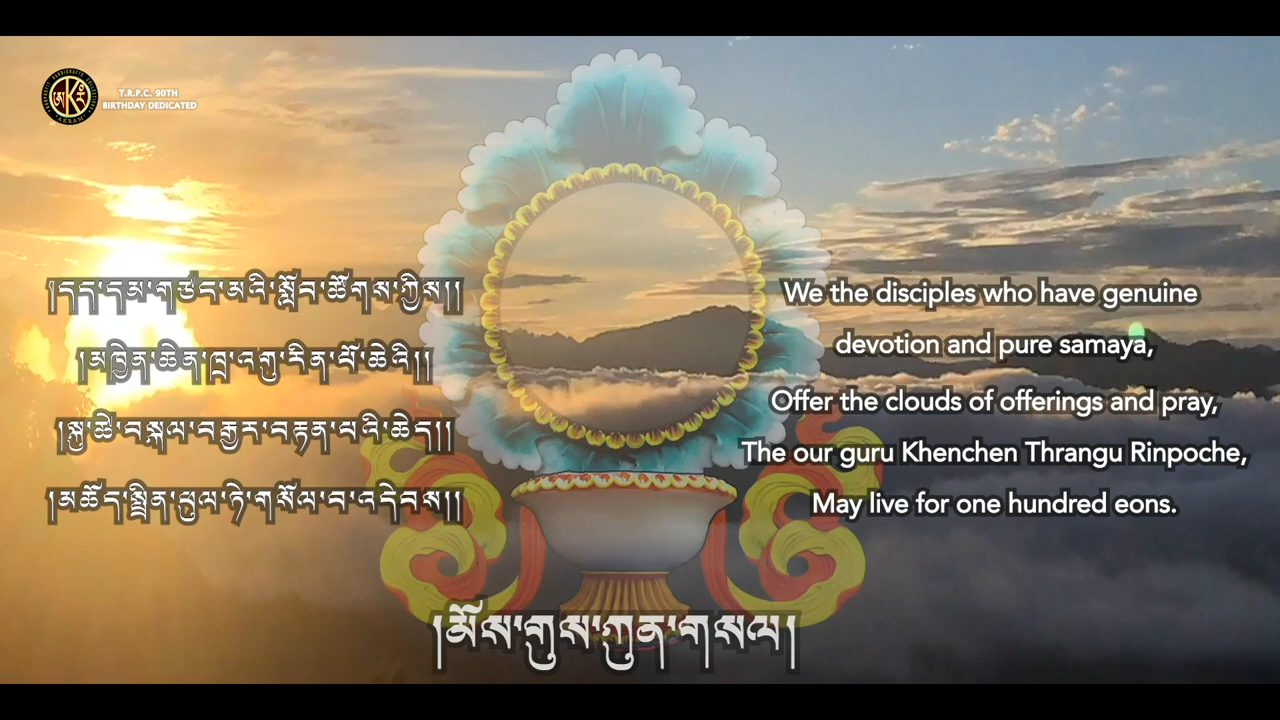 T.R.P.C. 90TH
BIRTHDAY DEDICATED
།དད་དམ་གཙང་མའི་སློབ་ཚོགས་ཀྱིས།།
།མཁྱེན་ཆེན་ཁྲ་འགུ་རིན་པོ་ཆེའི།།
།སྐུ་ཚེ་བསྐལ་བརྒྱར་བརྟན་པའི་ཆེད།།
།མཆོད་སྤྲིན་ཕུལ་ཏེ་གསོལ་བ་འདེབས།།
We the disciples who have genuine
devotion and pure samaya,
Offer the clouds of offerings and pray,
The our guru Khenchen Thrangu Rinpoche,
May live for one hundred eons.
།མོས་གུས་ཀུན་གསལ།